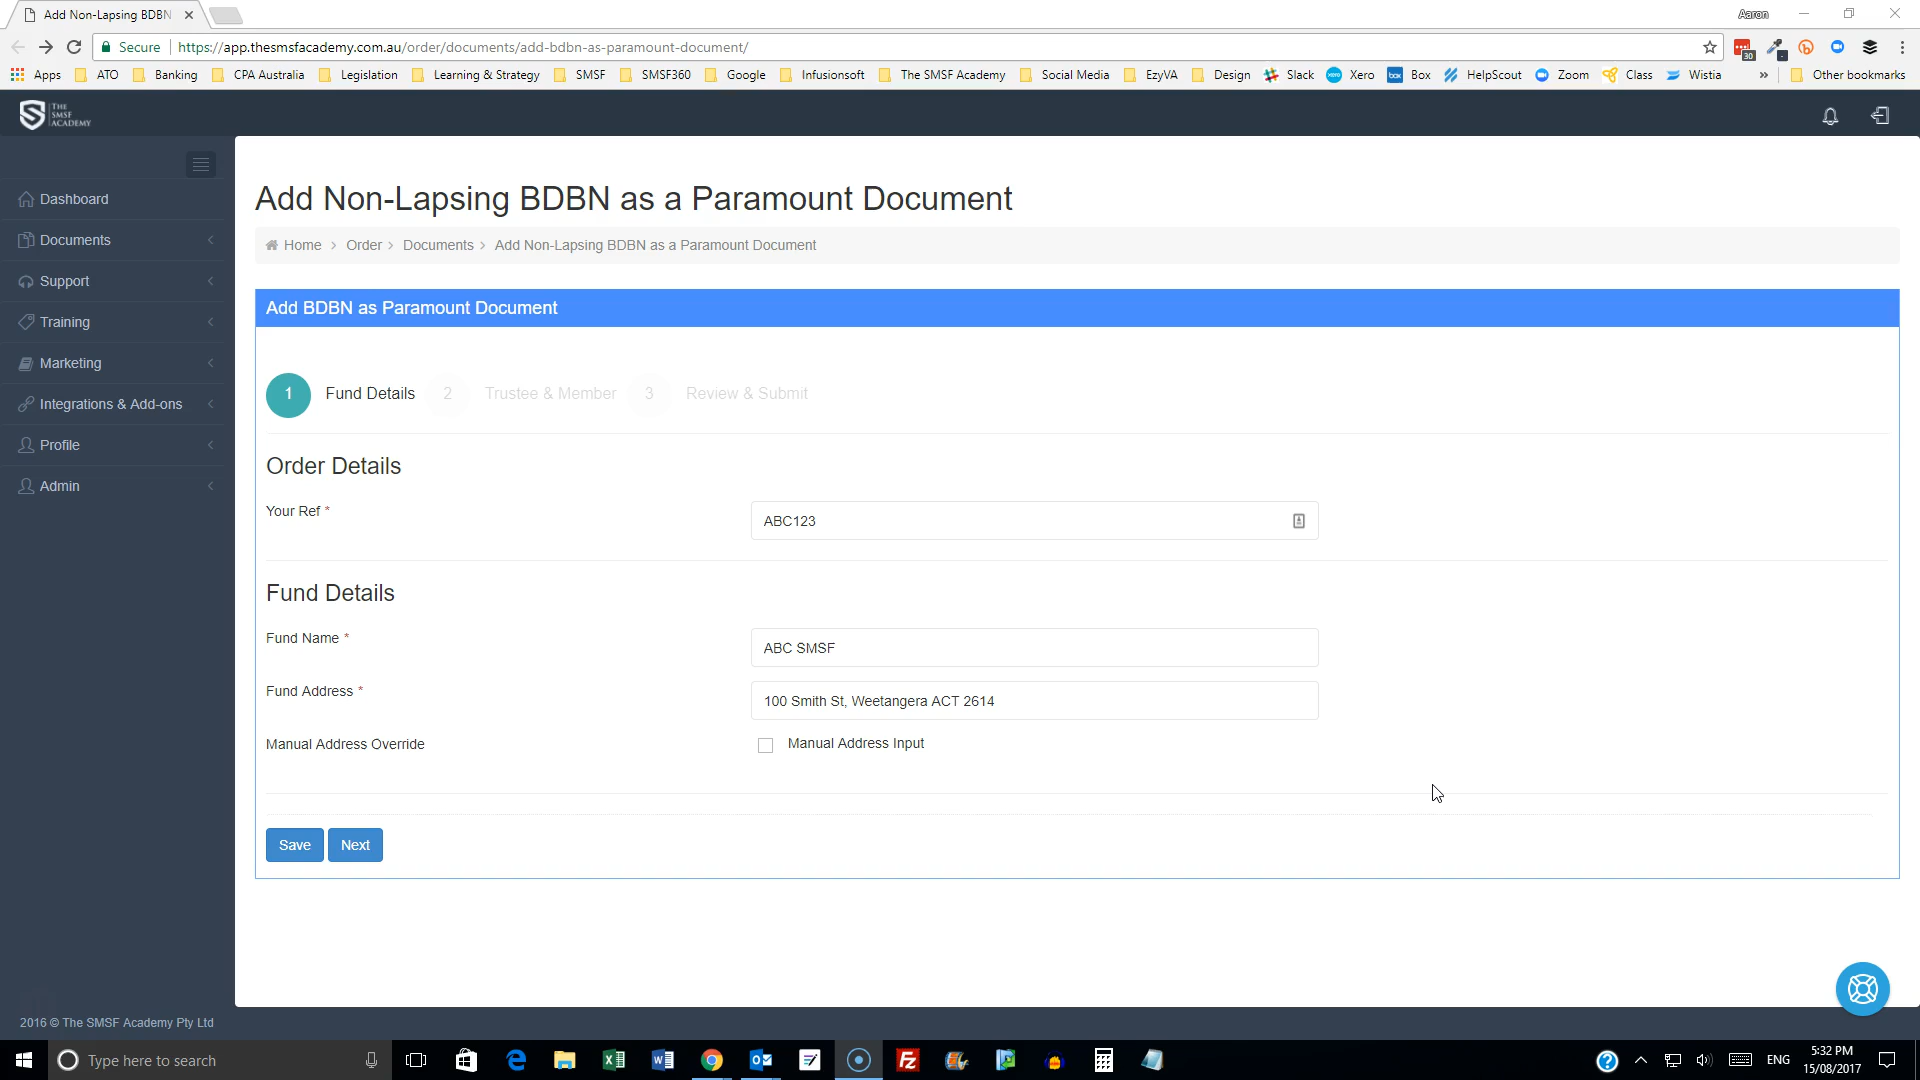 Add Non-Lapsing BDBN
Aaron
Secure
https://app.thesmsfacademy.com.au/order/documents/add-bdbn-as-paramount-document/
30
Apps ATO Banking CPA Australia Legislation Learning & Strategy SMSF SMSF360 Google Infusionsoft The SMSF Academy Social Media EzyVA Design Slack Xero Box HelpScout Zoom Class Wistia » Other bookmarks
THE
SMSF
ACADEMY
Dashboard
Documents
Support
Training
Marketing
Integrations & Add-ons
Profile
Admin
Add Non-Lapsing BDBN as a Paramount Document
Home > Order > Documents > Add Non-Lapsing BDBN as a Paramount Document
Add BDBN as Paramount Document
1 Fund Details 2 Trustee & Member 3 Review & Submit
Order Details
Your Ref *
ABC123
Fund Details
Fund Name *
ABC SMSF
Fund Address *
100 Smith St, Weetangera ACT 2614
Manual Address Override
Manual Address Input
Save Next
2016 © The SMSF Academy Pty Ltd
Type here to search
ENG
5:32 PM
15/08/2017